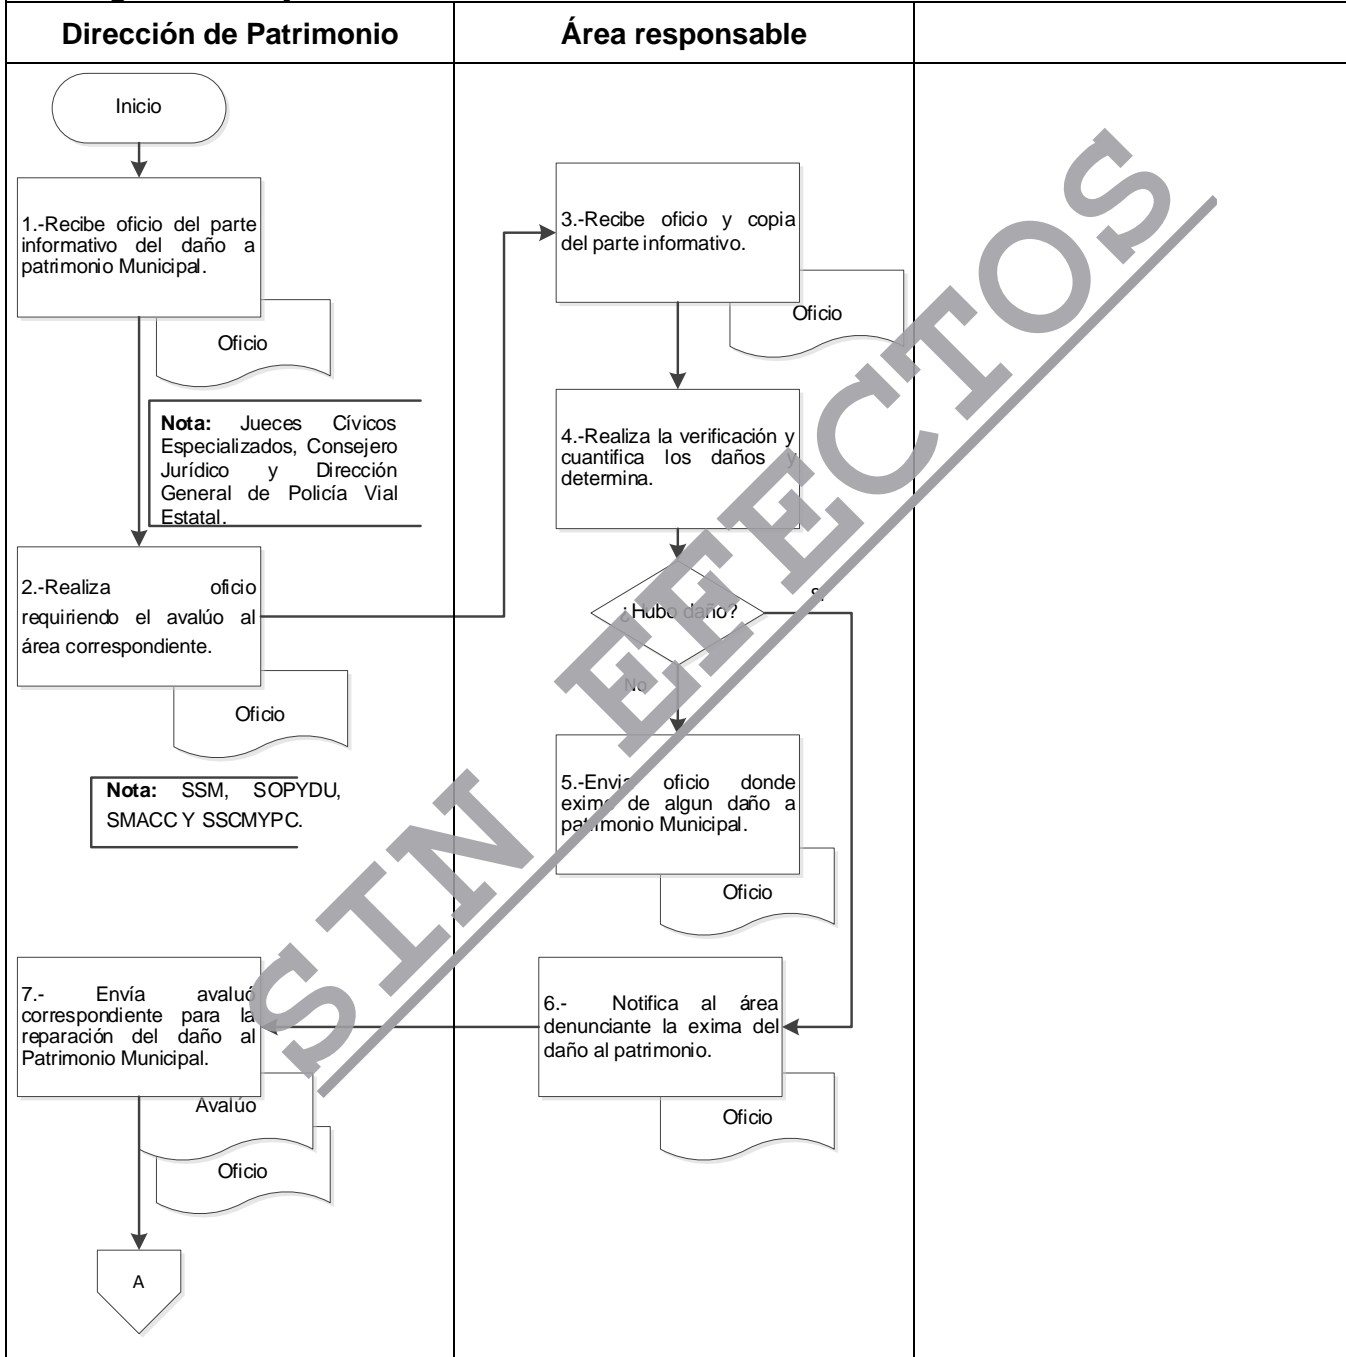 Dirección de Patrimonio
Área responsable
Inicio
1.-Recibe oficio del parte
informativo del daño a
patrimonio Municipal.
Oficio
Nota: Jueces Cívicos
Especializados, Consejero
Jurídico y Dirección
General de Policía Vial
Estatal.
2.-Realiza oficio
requiriendo el avalúo al
área correspondiente.
Oficio
Nota: SSM, SOPYDU,
SMACC Y SSCMYPC.
3.-Recibe oficio y copia
del parte informativo.
Oficio
4.-Realiza la verificación y
cuantifica los daños y
determina.
¿Hubo daño?
No
5.-Envia oficio donde
exima de algun daño a
patrimonio Municipal.
Oficio
6.- Notifica al área
denunciante la exima del
daño al patrimonio.
Oficio
7.- Envía avaluó
correspondiente para la
reparación del daño al
Patrimonio Municipal.
Avalúo
Oficio
A
SIN EFECTOS